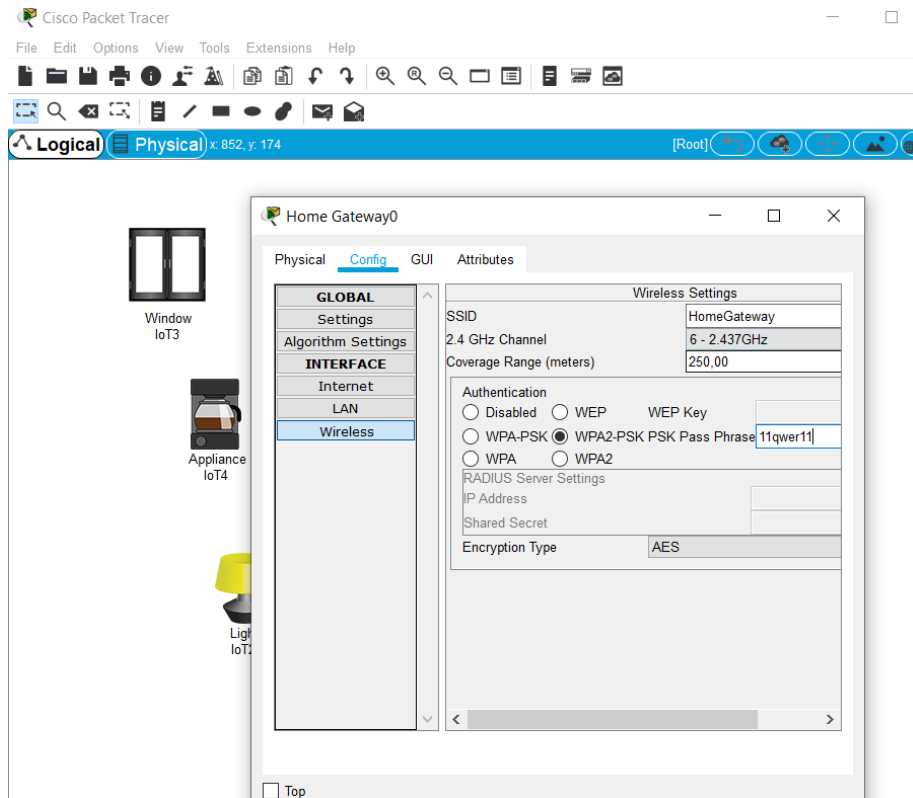 Cisco Packet Tracer
File Edit Options View Tools Extensions Help
Logical Physical x: 852, y: 174 [Root]
Home Gateway0
Physical Config GUI Attributes
GLOBAL
Settings
Algorithm Settings
INTERFACE
Internet
LAN
Wireless
Wireless Settings
SSID HomeGateway
2.4 GHz Channel 6 - 2.437GHz
Coverage Range (meters) 250,00
Authentication
Disabled WEP WEP Key
WPA-PSK WPA2-PSK PSK Pass Phrase 11qwer11
WPA WPA2
RADIUS Server Settings
IP Address
Shared Secret
Encryption Type AES
Window
IoT3
Appliance
IoT4
Ligh
IoT2
Top